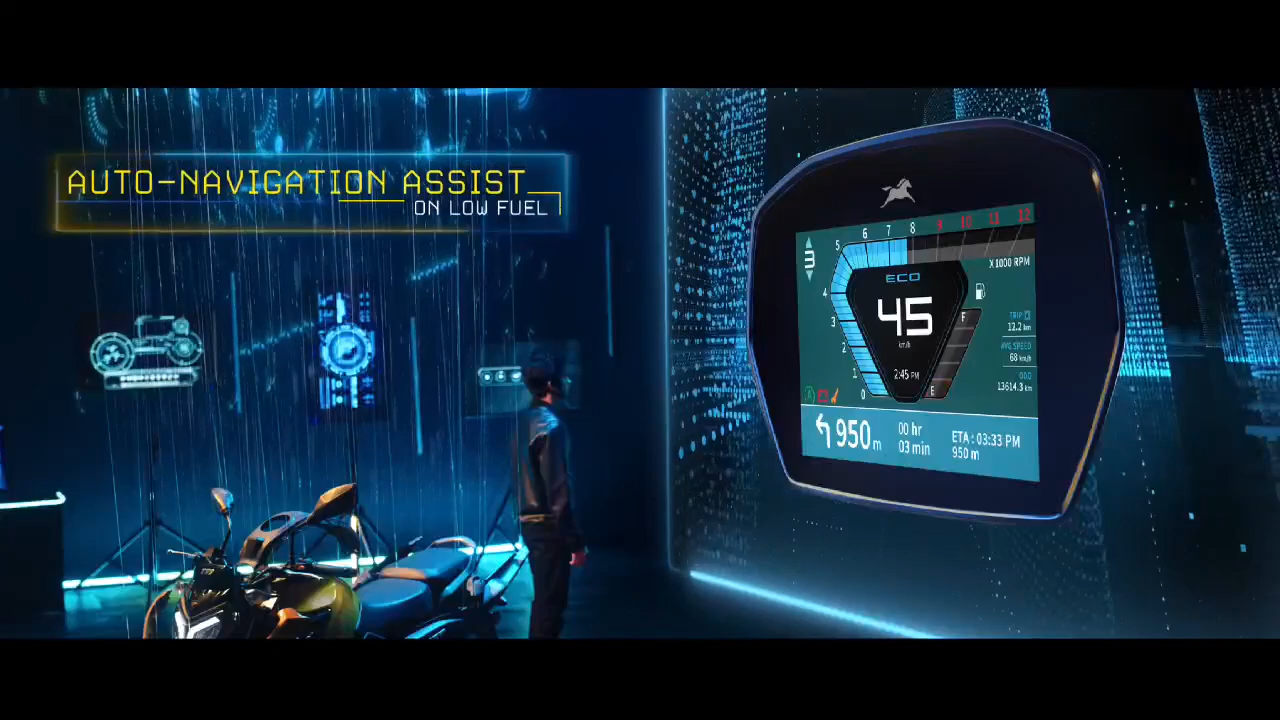 AUTO-NAVIGATION ASSIST
ON LOW FUEL
5 6 7 8 9 10 11 12
3
X 1000 RPM
ECO
4
45
km/h
F
TRIP
12.2 km
3
AVG SPEED
68 km/h
2
2:45 PM
ODO
13614.3 km
1
E
0
950 m
00 hr
03 min
ETA : 03:33 PM
950 m